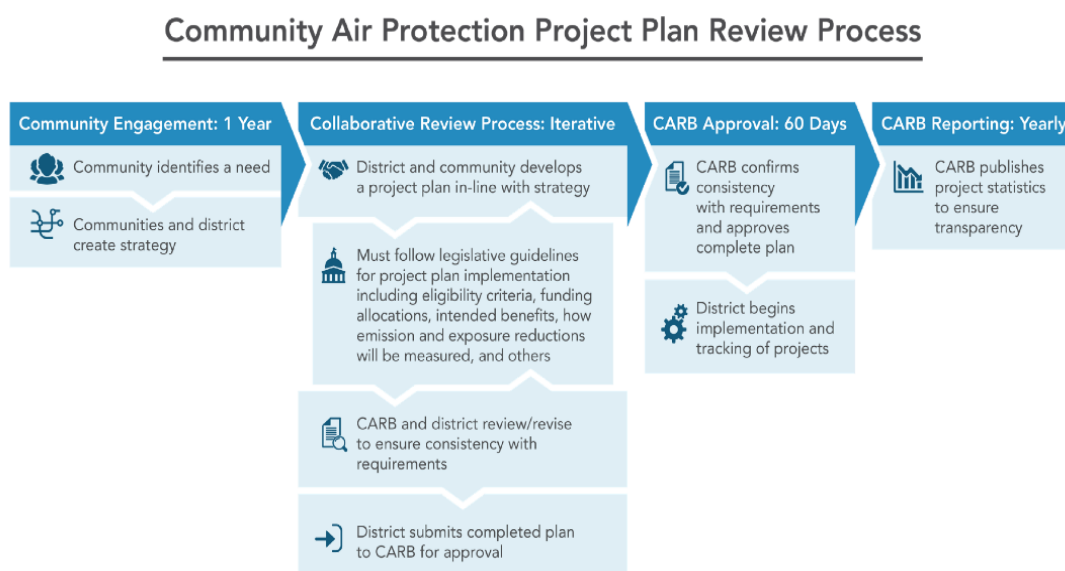 Community Air Protection Project Plan Review Process
Community Engagement: 1 Year
Community identifies a need
Communities and district
create strategy
Collaborative Review Process: Iterative
District and community develops
a project plan in-line with strategy
Must follow legislative guidelines
for project plan implementation
including eligibility criteria, funding
allocations, intended benefits, how
emission and exposure reductions
will be measured, and others
CARB and district review/revise
to ensure consistency with
requirements
District submits completed plan
to CARB for approval
CARB Approval: 60 Days
CARB confirms
consistency
with requirements
and approves
complete plan
District begins
implementation and
tracking of projects
CARB Reporting: Yearly
CARB publishes
project statistics
to ensure
transparency